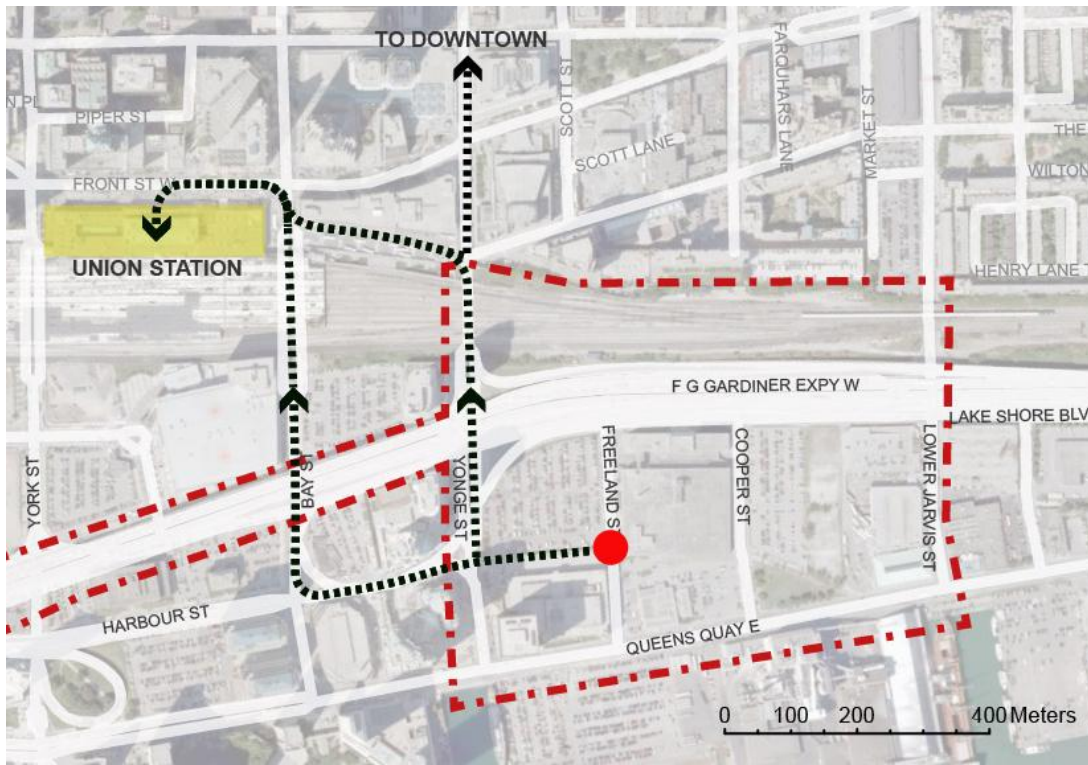 TO DOWNTOWN
FARQUHARS LANE
SCOTT ST
MARKET ST
PIPER ST
SCOTT LANE
THE
FRONT ST W
WILTON
UNION STATION
HENRY LANE T
F G GARDINER EXPY W
LAKE SHORE BLV
YORK ST
BAY ST
YONGE ST
FREELAND ST
COOPER ST
LOWER JARVIS ST
HARBOUR ST
QUEENS QUAY E
0 100 200 400 Meters